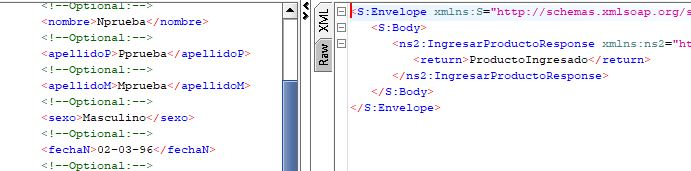 <!--Optional:-->
<nombre>Nprueba</nombre>
<!--Optional:-->
<apellidoP>Pprueba</apellidoP>
<!--Optional:-->
<apellidoM>Mprueba</apellidoM>
<!--Optional:-->
<sexo>Masculino</sexo>
<!--Optional:-->
<fechaN>02-03-96</fechaN>
<!--Optional:-->
XML
Raw
<S:Envelope xmlns:S="http://schemas.xmlsoap.org/s
<S:Body>
<ns2:IngresarProductoResponse xmlns:ns2="ht
<return>ProductoIngresado</return>
</ns2:IngresarProductoResponse>
</S:Body>
</S:Envelope>